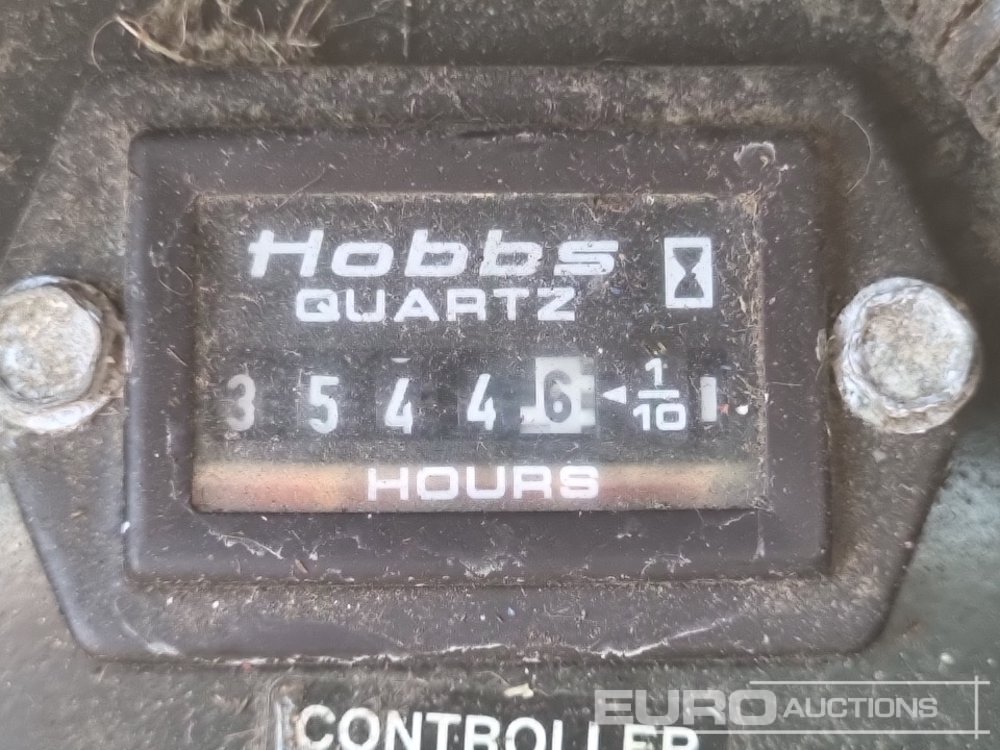 Hobbs
QUARTZ
3 5 4 4 6 ◄ 1/10
HOURS
CONTROLLER
EURO AUCTIONS